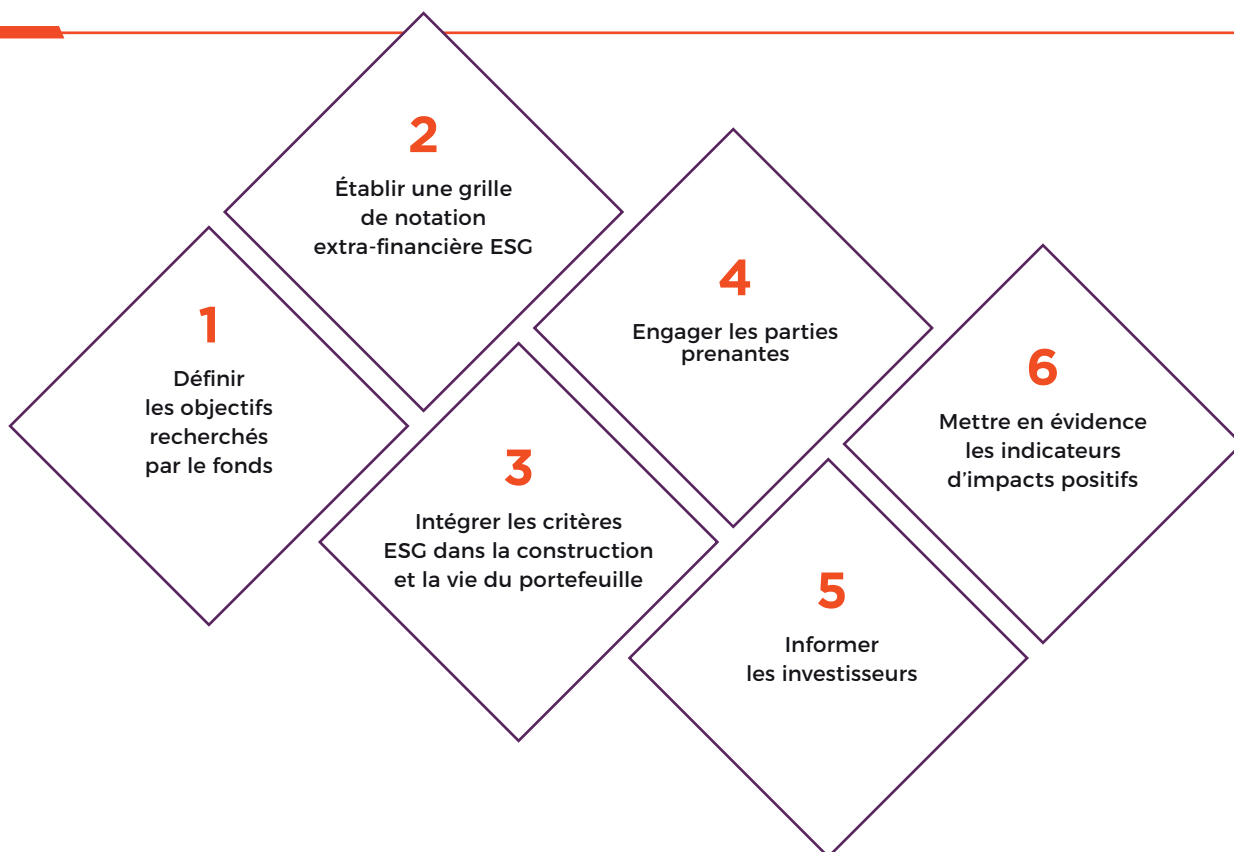 1
Définir
les objectifs
recherchés
par le fonds
2
Établir une grille
de notation
extra-financière ESG
3
Intégrer les critères
ESG dans la construction
et la vie du portefeuille
4
Engager les parties
prenantes
5
Informer
les investisseurs
6
Mettre en évidence
les indicateurs
d’impacts positifs